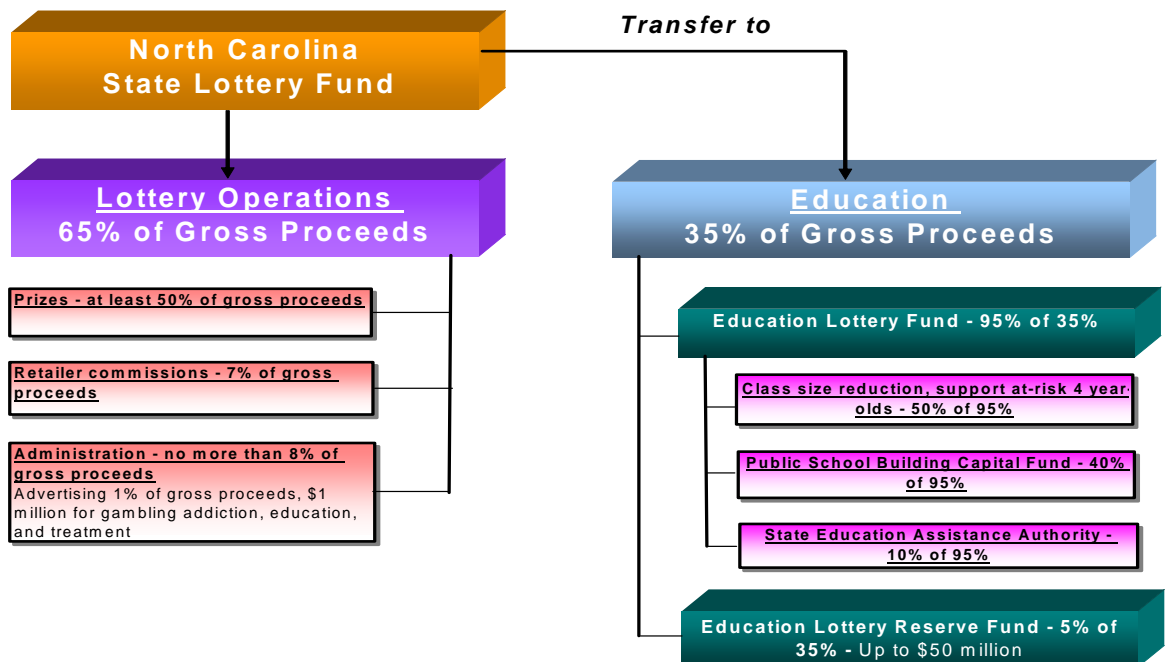 Transfer to
North Carolina
State Lottery Fund
Lottery Operations
65% of Gross Proceeds
Prizes - at least 50% of gross proceeds
Retailer commissions - 7% of gross
proceeds
Administration - no more than 8% of
gross proceeds
Advertising 1% of gross proceeds, $1
million for gambling addiction, education,
and treatment
Education
35% of Gross Proceeds
Education Lottery Fund - 95% of 35%
Class size reduction, support at-risk 4 year-
olds - 50% of 95%
Public School Building Capital Fund - 40%
of 95%
State Education Assistance Authority -
10% of 95%
Education Lottery Reserve Fund - 5% of
35% - Up to $50 million